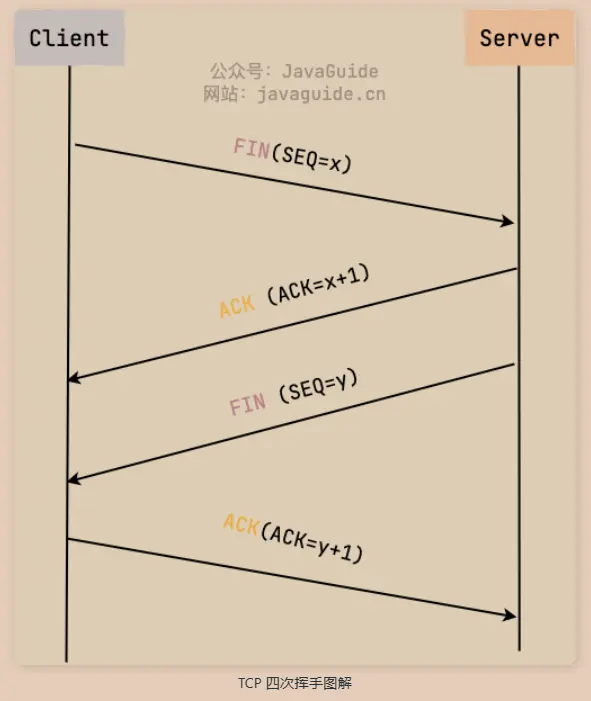 Client
Server
公众号：JavaGuide
网站：javaguide.cn
FIN(SEQ=x)
ACK (ACK=x+1)
FIN (SEQ=y)
ACK(ACK=y+1)
TCP 四次挥手图解